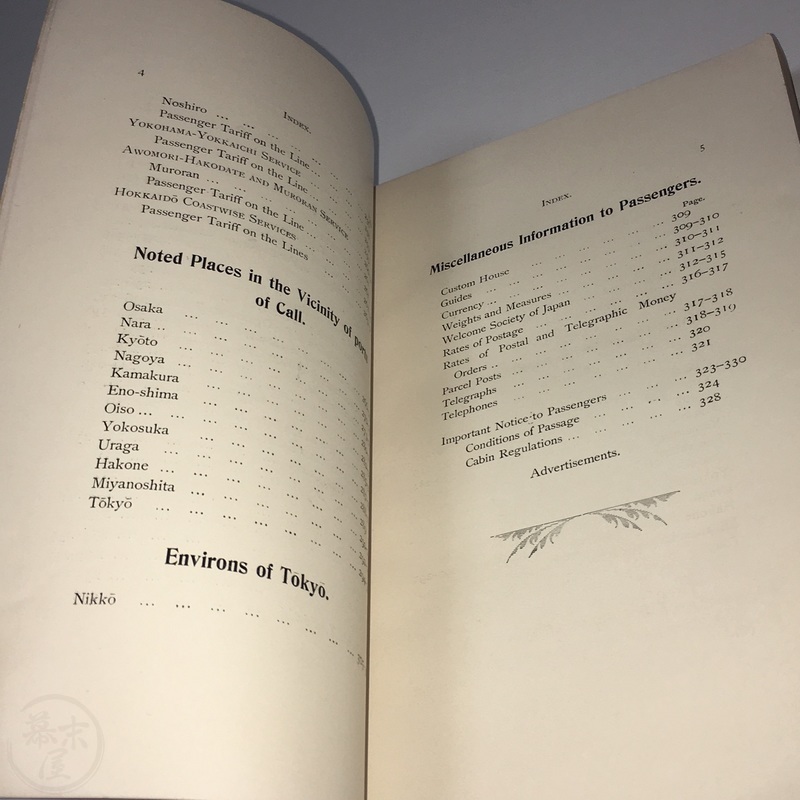 4
INDEX.
Noshiro ... ...
Passenger Tariff on the Line ...
YOKOHAMA-YOKKAICHI SERVICE
Passenger Tariff on the Line ...
AWOMORI-HAKODATE AND MURORAN SERVICE
Muroran ... ...
Passenger Tariff on the Line ...
HOKKAIDŌ COASTWISE SERVICES
Passenger Tariff on the Lines ...
Noted Places in the Vicinity of
of Call.
Osaka ... ... ... ... ...
Nara .. ... ... ... ... ...
Kyōto ... ... ... ... ...
Nagoya ... ... ... ... ...
Kamakura ... ... ... ...
Eno-shima ... ... ... ...
Oiso ... ... ... ... ...
Yokosuka ... ... ... ...
Uraga ... ... ... ... ...
Hakone ... ... ... ... ...
Miyanoshita ... ... ... ...
Tōkyō ... ... ... ... ...
Environs of Tōkyō.
Nikkō ... ... ... ... ... ...
5
INDEX.
Miscellaneous Information to Passengers.
Page.
Custom House ... ... ... ... 309
Guides ... ... ... ... ... 309–310
Currency ... ... ... ... ... 310–311
Weights and Measures ... ... ... 311–312
Welcome Society of Japan ... ... ... 312–315
Rates of Postage ... ... ... ... 316–317
Rates of Postal and Telegraphic Money
Orders .. ... ... ... ... 317–318
Parcel Posts ... ... ... ... 318–319
Telegraphs ... ... ... ... 320
Telephones ... ... ... ... 321
Important Notice to Passengers ... ... ... 323–330
Conditions of Passage ... ... ... 324
Cabin Regulations ... ... ... ... 328
Advertisements.
幕末屋